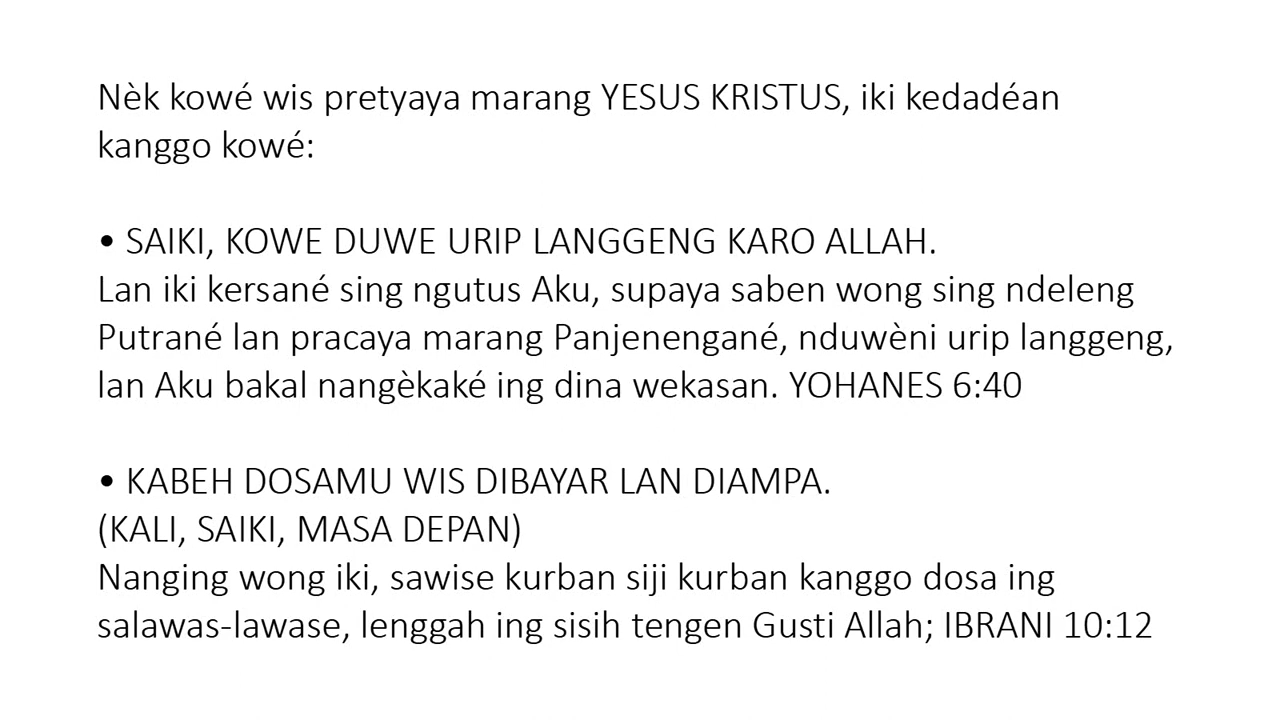 Nèk kowé wis pretyaya marang YESUS KRISTUS, iki kedadéan
kanggo kowé:
• SAIKI, KOWE DUWE URIP LANGGENG KARO ALLAH.
Lan iki kersané sing ngutus Aku, supaya saben wong sing ndeleng
Putrané lan pracaya marang Panjenengané, nduwèni urip langgeng,
lan Aku bakal nangèkaké ing dina wekasan. YOHANES 6:40
• KABEH DOSAMU WIS DIBAYAR LAN DIAMPA.
(KALI, SAIKI, MASA DEPAN)
Nanging wong iki, sawise kurban siji kurban kanggo dosa ing
salawas-lawase, lenggah ing sisih tengen Gusti Allah; IBRANI 10:12